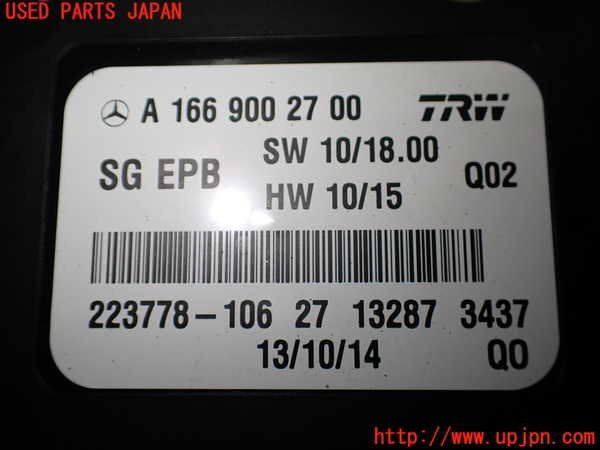 USED PARTS JAPAN
A 166 900 27 00 TRW
SG EPB SW 10/18.00 Q02
HW 10/15
223778-106 27 13287 3437
13/10/14 Q0
http://www.upjpn.com/